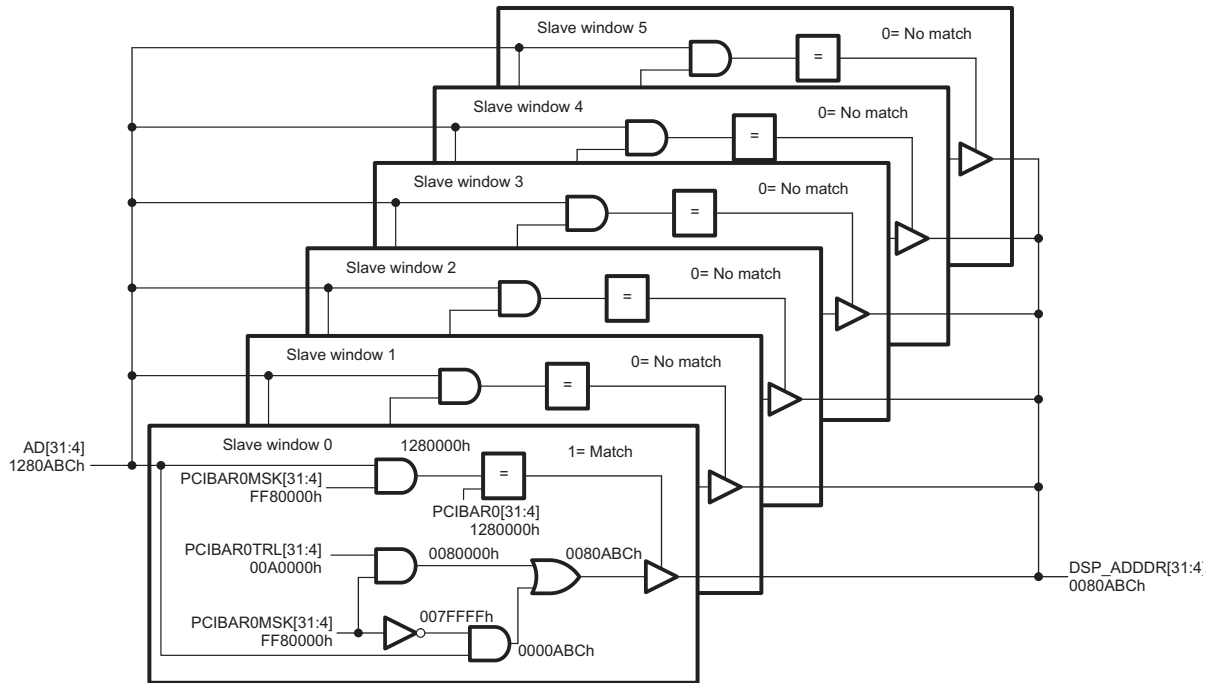 Slave window 5
0= No match
=
Slave window 4
0= No match
=
Slave window 3
0= No match
=
Slave window 2
0= No match
=
Slave window 1
0= No match
=
Slave window 0
1280000h
1= Match
AD[31:4]
1280ABCh
=
PCIBAR0MSK[31:4]
FF80000h
PCIBAR0[31:4]
1280000h
PCIBAR0TRL[31:4]
00A0000h
0080000h
0080ABCh
DSP_ADDDR[31:4]
0080ABCh
PCIBAR0MSK[31:4]
FF80000h
007FFFFh
0000ABCh